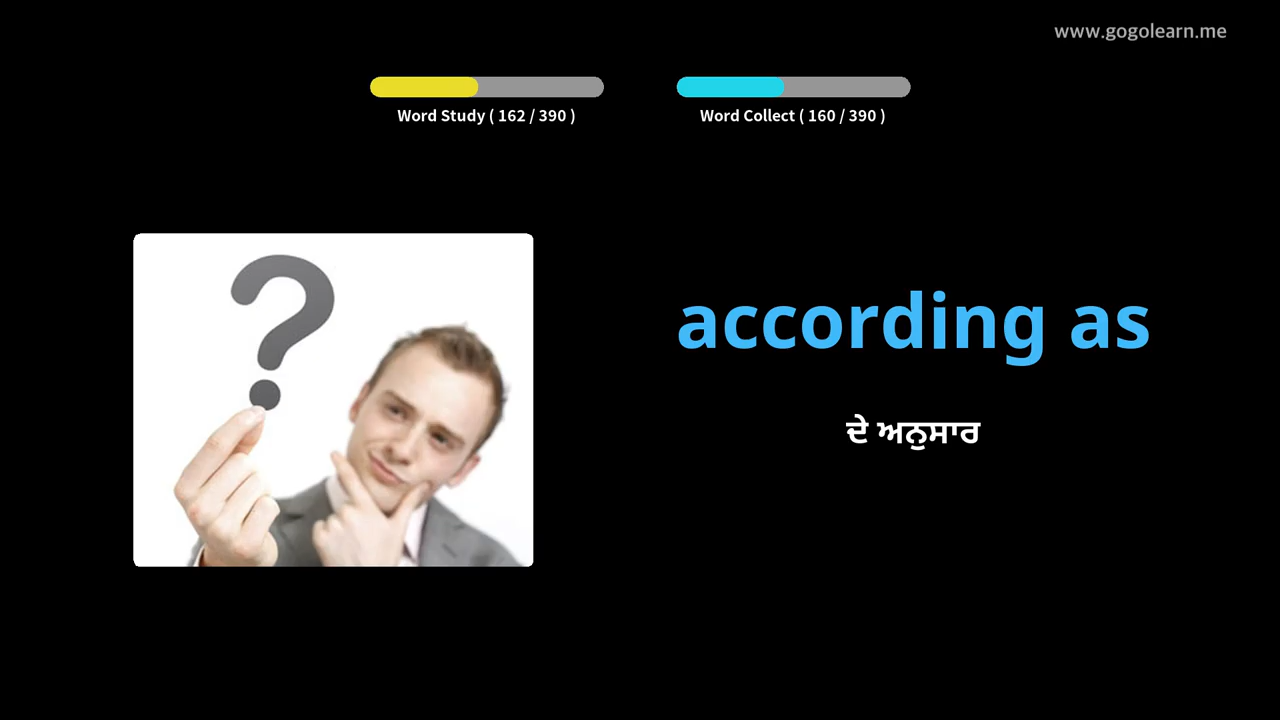 www.gogolearn.me
Word Study ( 162 / 390 )
Word Collect ( 160 / 390 )
according as
ਦੇ ਅਨੁਸਾਰ